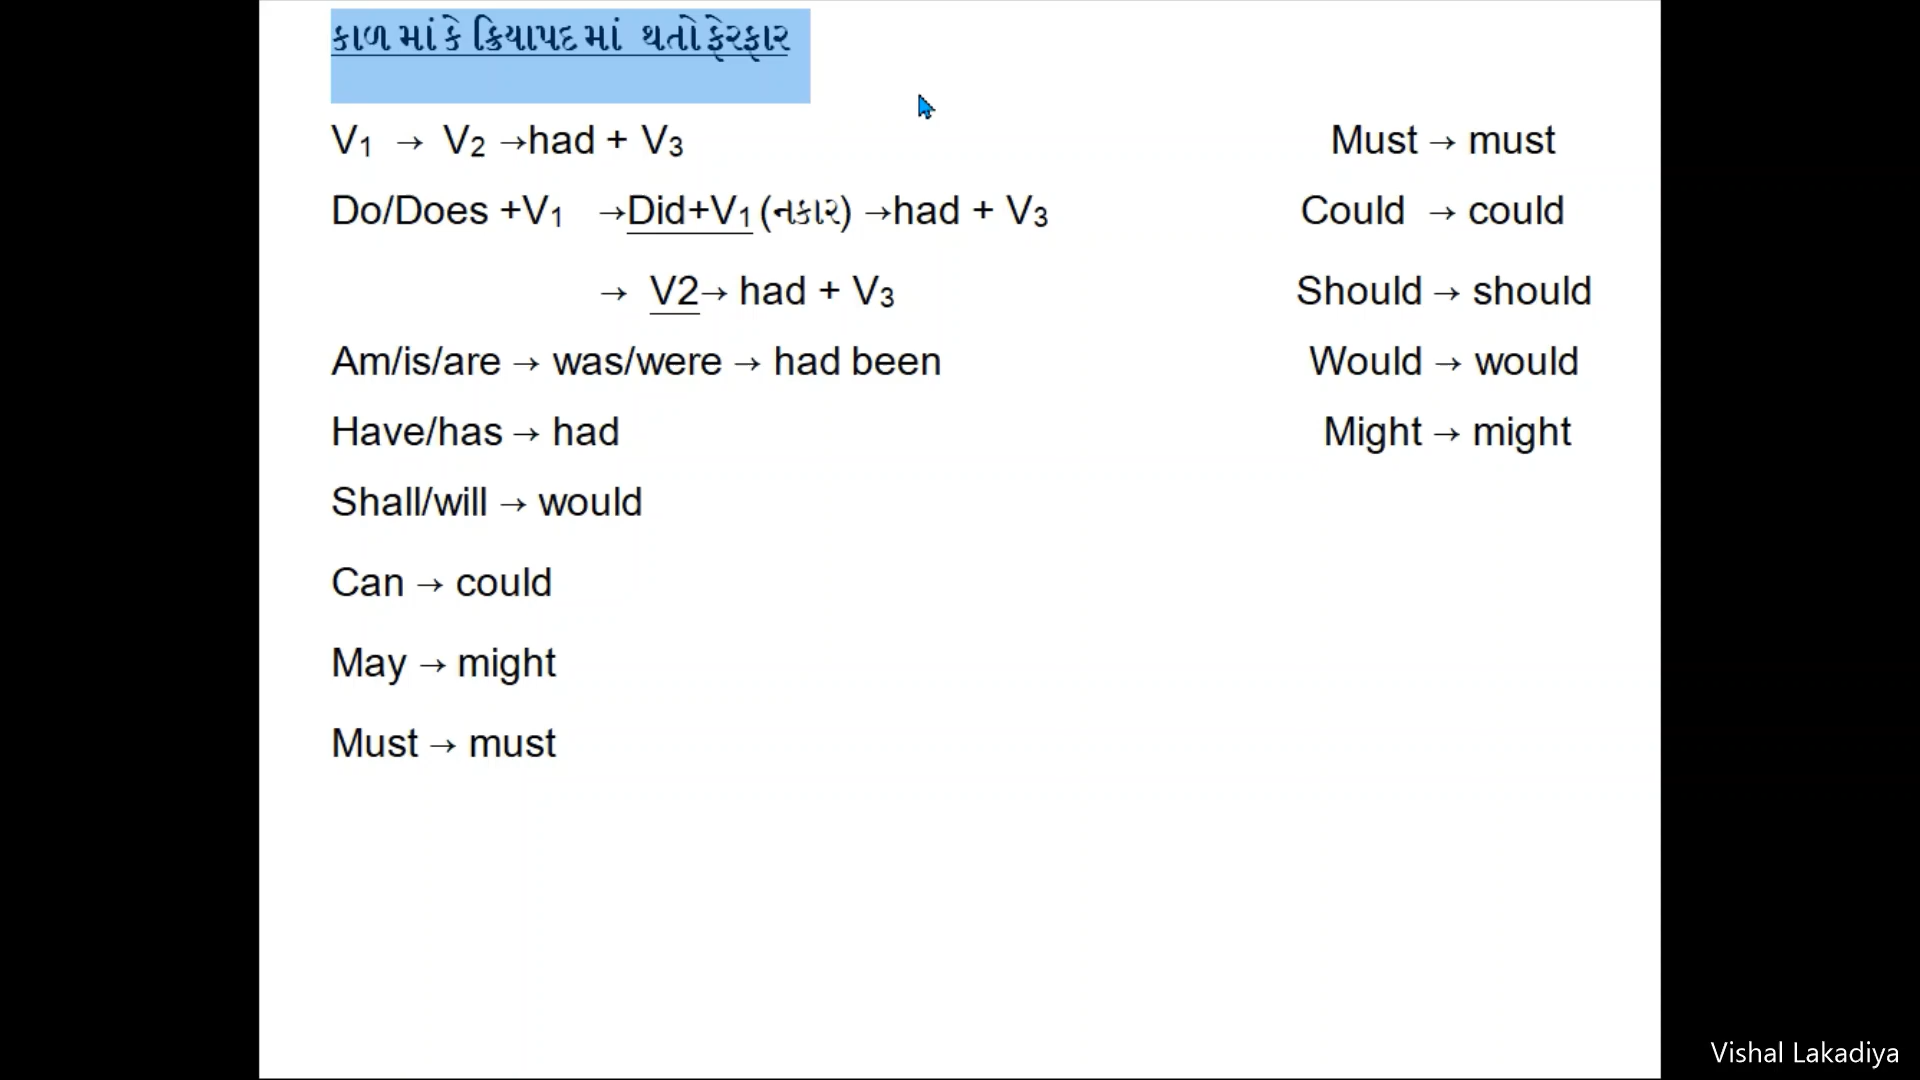 કાળ માં કે ક્રિયાપદ માં થતો ફેરફાર
V₁ → V₂ →had + V₃
Must → must
Do/Does +V₁ →Did+V₁ (નકાર) →had + V₃
Could → could
→ V2→ had + V₃
Should → should
Am/is/are → was/were → had been
Would → would
Have/has → had
Might → might
Shall/will → would
Can → could
May → might
Must → must
Vishal Lakadiya